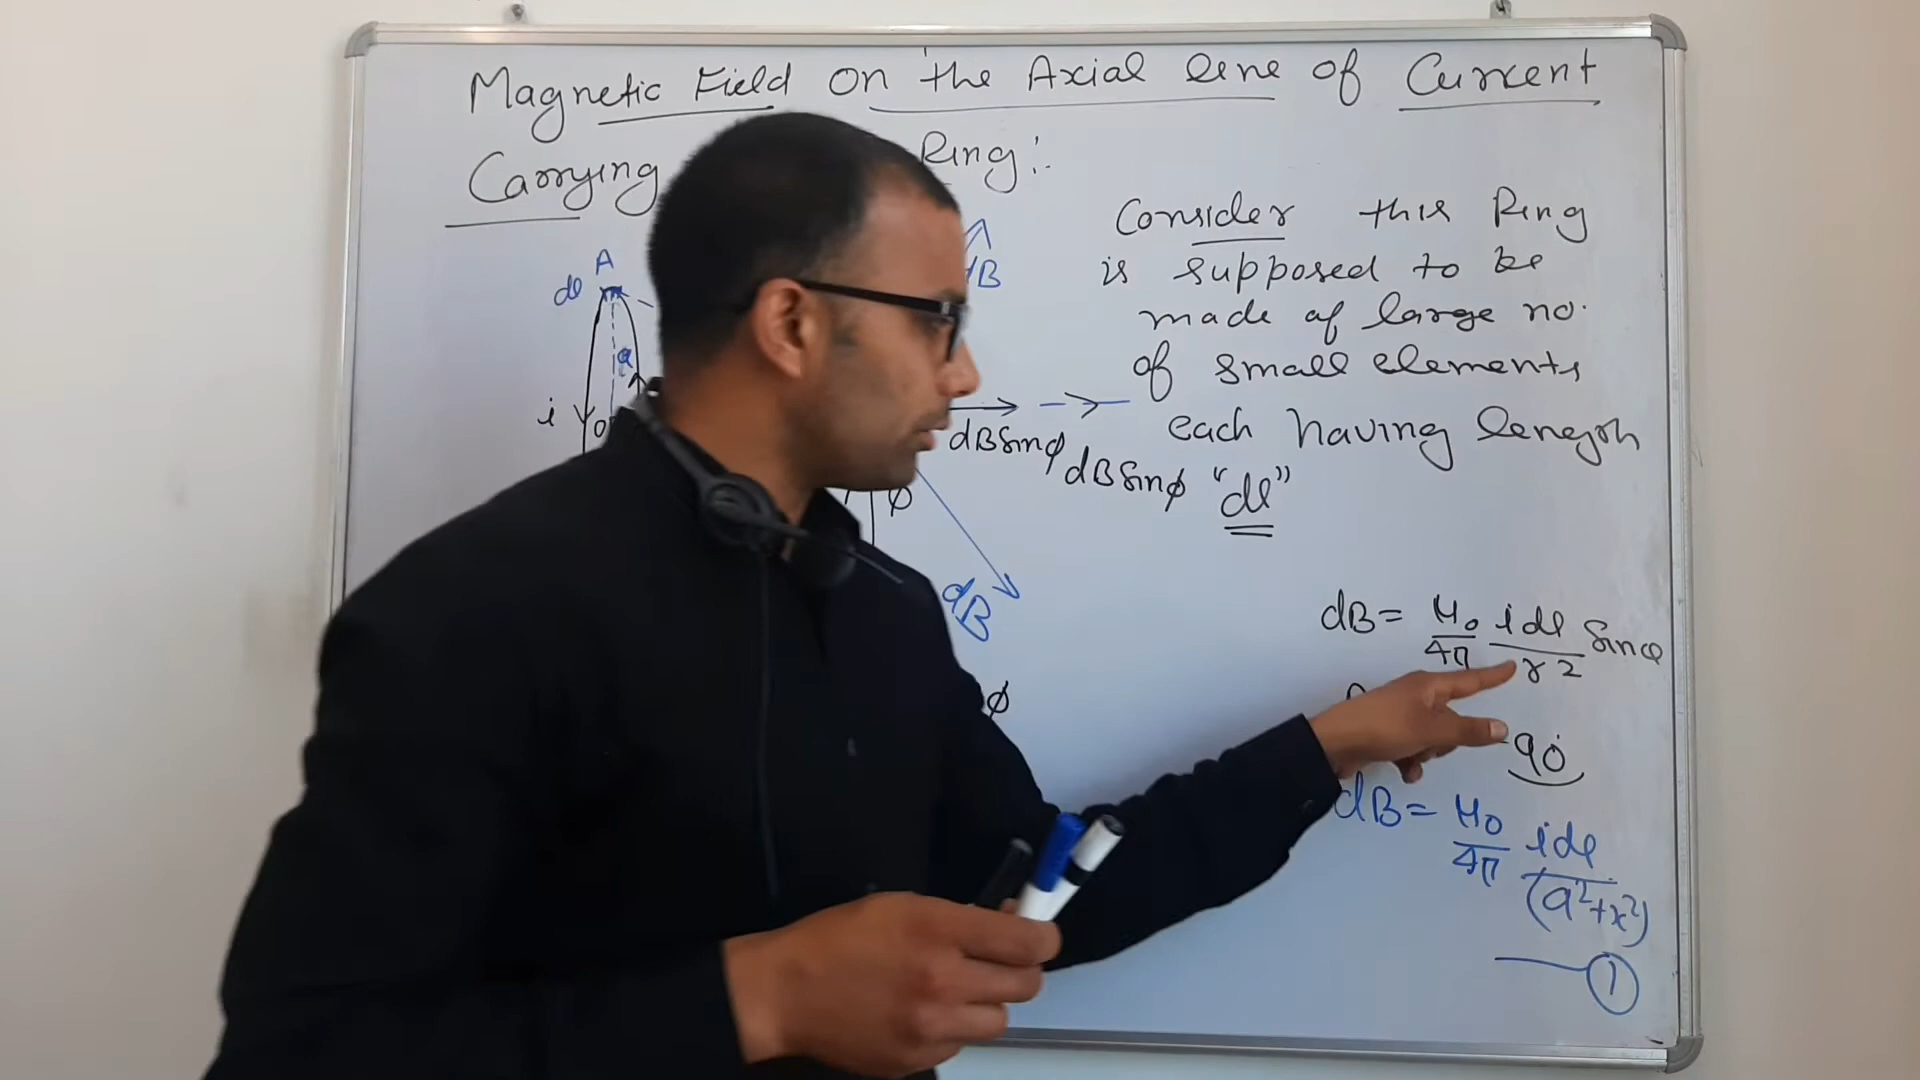 Magnetic Field on the Axial line of Current
Carrying Ring :-
Consider this Ring
is supposed to be
made of large no.
of small elements
each having length
"dl"
A
dl
a
i
O
dB
dBSinϕ
dBSinϕ
ϕ
dB
ϕ
dB = μ₀/4π idl/r2 Sinθ
90°
dB = μ₀/4π idl/(a²+x²)
1